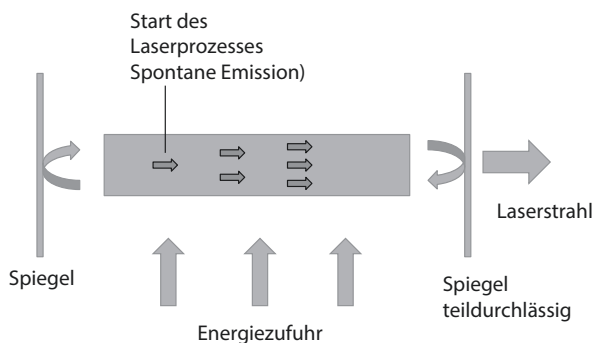 Start des
Laserprozesses
Spontane Emission)
Laserstrahl
Spiegel
Spiegel
teildurchlässig
Energiezufuhr